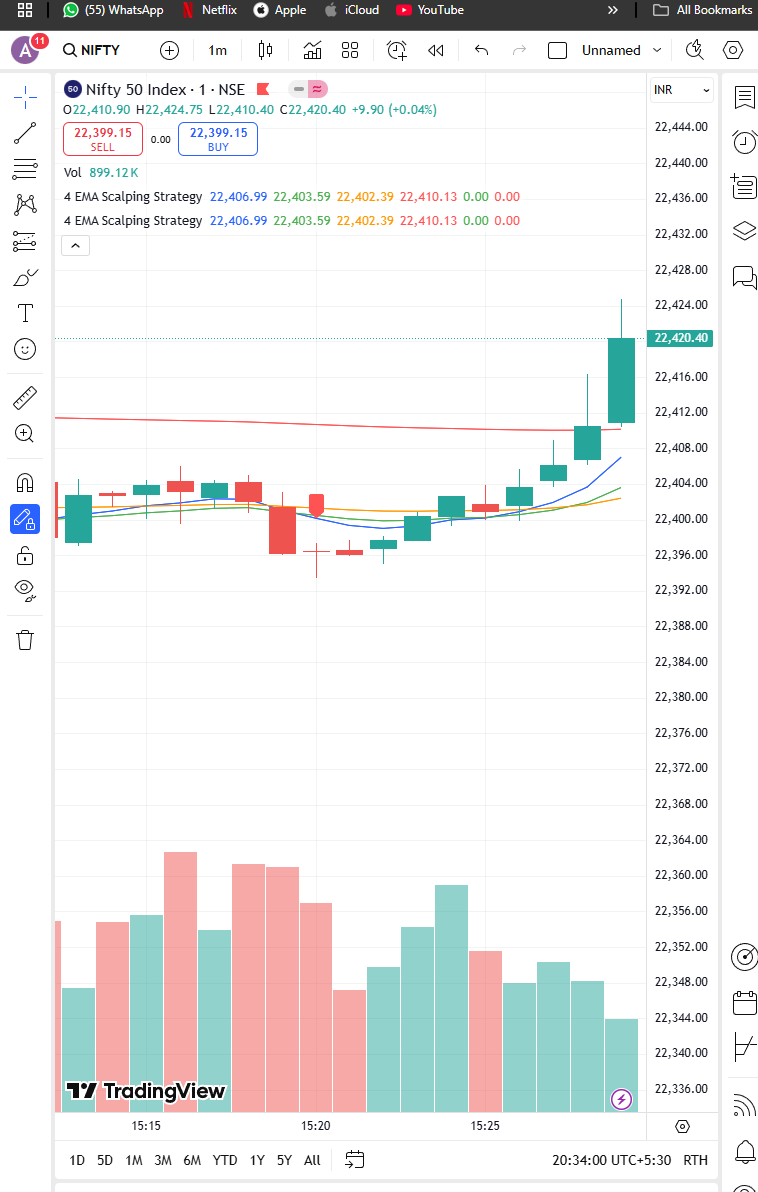 (55) WhatsApp Netflix Apple iCloud YouTube » All Bookmarks
A 11 NIFTY 1m Unnamed
50 Nifty 50 Index · 1 · NSE INR
O22,410.90 H22,424.75 L22,410.40 C22,420.40 +9.90 (+0.04%)
22,399.15 SELL 0.00 22,399.15 BUY
Vol 899.12K
4 EMA Scalping Strategy 22,406.99 22,403.59 22,402.39 22,410.13 0.00 0.00
4 EMA Scalping Strategy 22,406.99 22,403.59 22,402.39 22,410.13 0.00 0.00
22,444.00
22,440.00
22,436.00
22,432.00
22,428.00
22,424.00
22,420.40
22,416.00
22,412.00
22,408.00
22,404.00
22,400.00
22,396.00
22,392.00
22,388.00
22,384.00
22,380.00
22,376.00
22,372.00
22,368.00
22,364.00
22,360.00
22,356.00
22,352.00
22,348.00
22,344.00
22,340.00
22,336.00
TradingView
15:15 15:20 15:25
1D 5D 1M 3M 6M YTD 1Y 5Y All 20:34:00 UTC+5:30 RTH